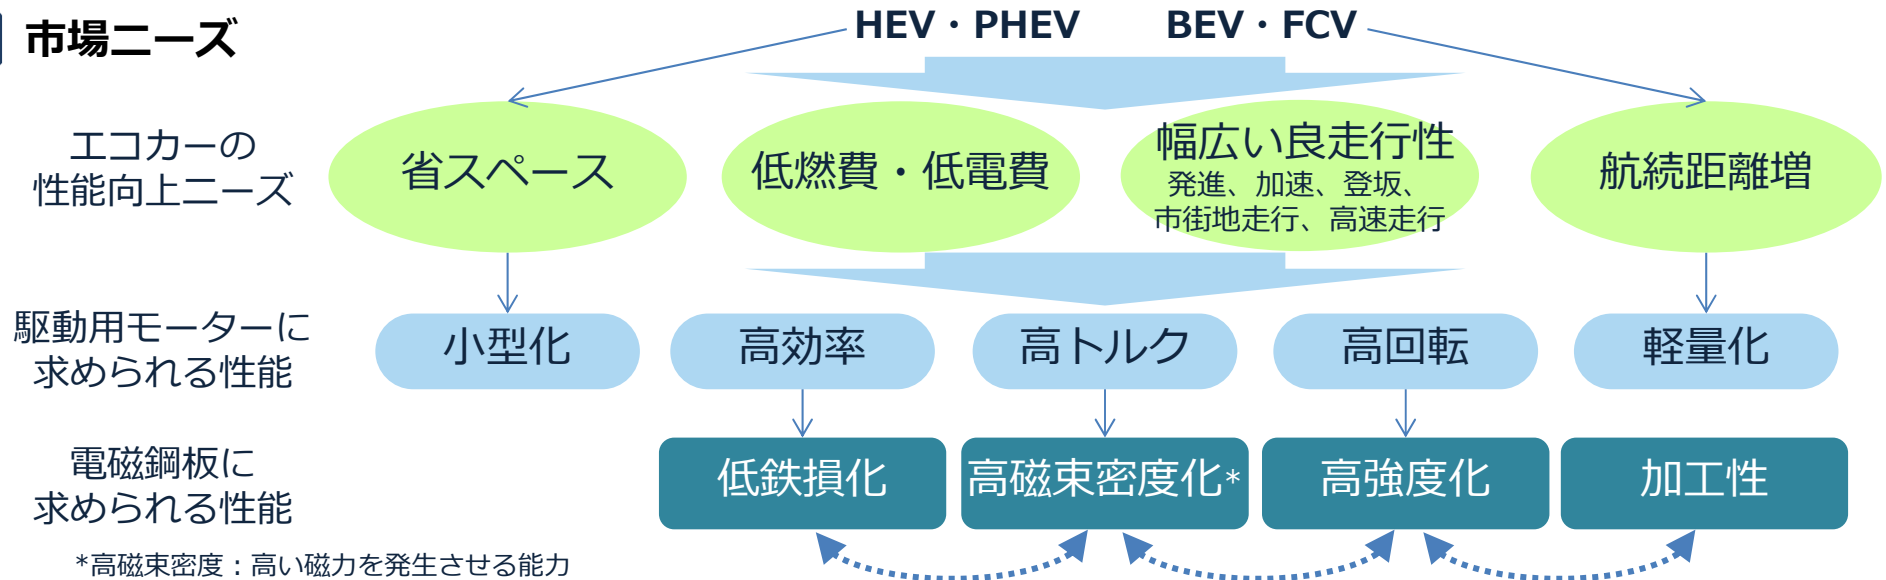 市場ニーズ
HEV・PHEV
BEV・FCV
エコカーの
性能向上ニーズ
省スペース
低燃費・低電費
幅広い良走行性
発進、加速、登坂、
市街地走行、高速走行
航続距離増
駆動用モーターに
求められる性能
小型化
高効率
高トルク
高回転
軽量化
電磁鋼板に
求められる性能
低鉄損化
高磁束密度化*
高強度化
加工性
*高磁束密度：高い磁力を発生させる能力